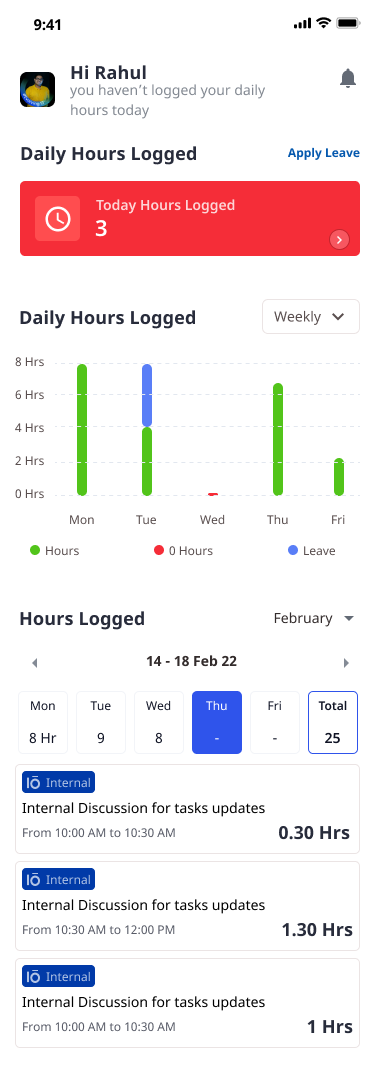 9:41
Hi Rahul
you haven’t logged your daily
hours today
Daily Hours Logged
Apply Leave
Today Hours Logged
3
Daily Hours Logged
Weekly
8 Hrs
6 Hrs
4 Hrs
2 Hrs
0 Hrs
Mon Tue Wed Thu Fri
Hours 0 Hours Leave
Hours Logged
February
14 - 18 Feb 22
Mon Tue Wed Thu Fri Total
8 Hr 9 8 - - 25
Internal
Internal Discussion for tasks updates
From 10:00 AM to 10:30 AM
0.30 Hrs
Internal
Internal Discussion for tasks updates
From 10:30 AM to 12:00 PM
1.30 Hrs
Internal
Internal Discussion for tasks updates
From 10:00 AM to 10:30 AM
1 Hrs